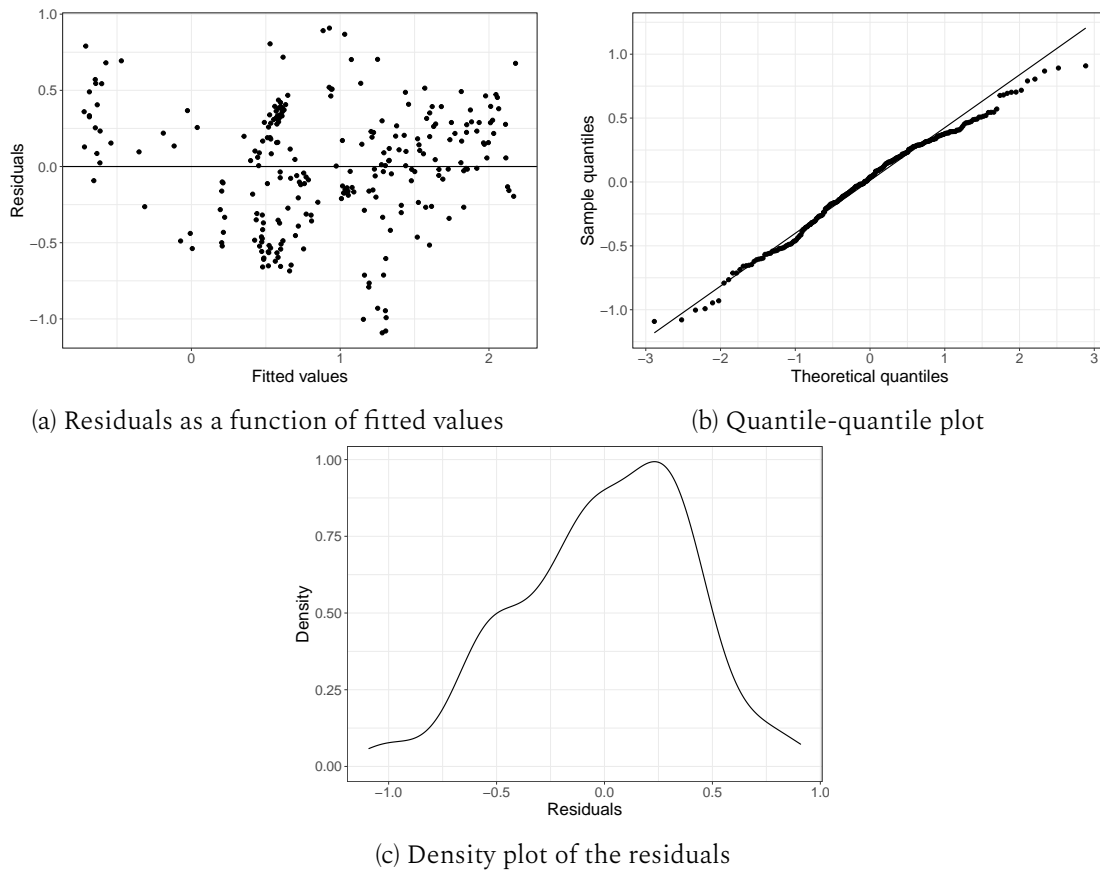 1.0
0.5
0.0
−0.5
−1.0
Residuals
0 1 2
Fitted values
(a) Residuals as a function of fitted values
1.0
0.5
0.0
−0.5
−1.0
Sample quantiles
−3 −2 −1 0 1 2 3
Theoretical quantiles
(b) Quantile-quantile plot
1.00
0.75
0.50
0.25
0.00
Density
−1.0 −0.5 0.0 0.5 1.0
Residuals
(c) Density plot of the residuals